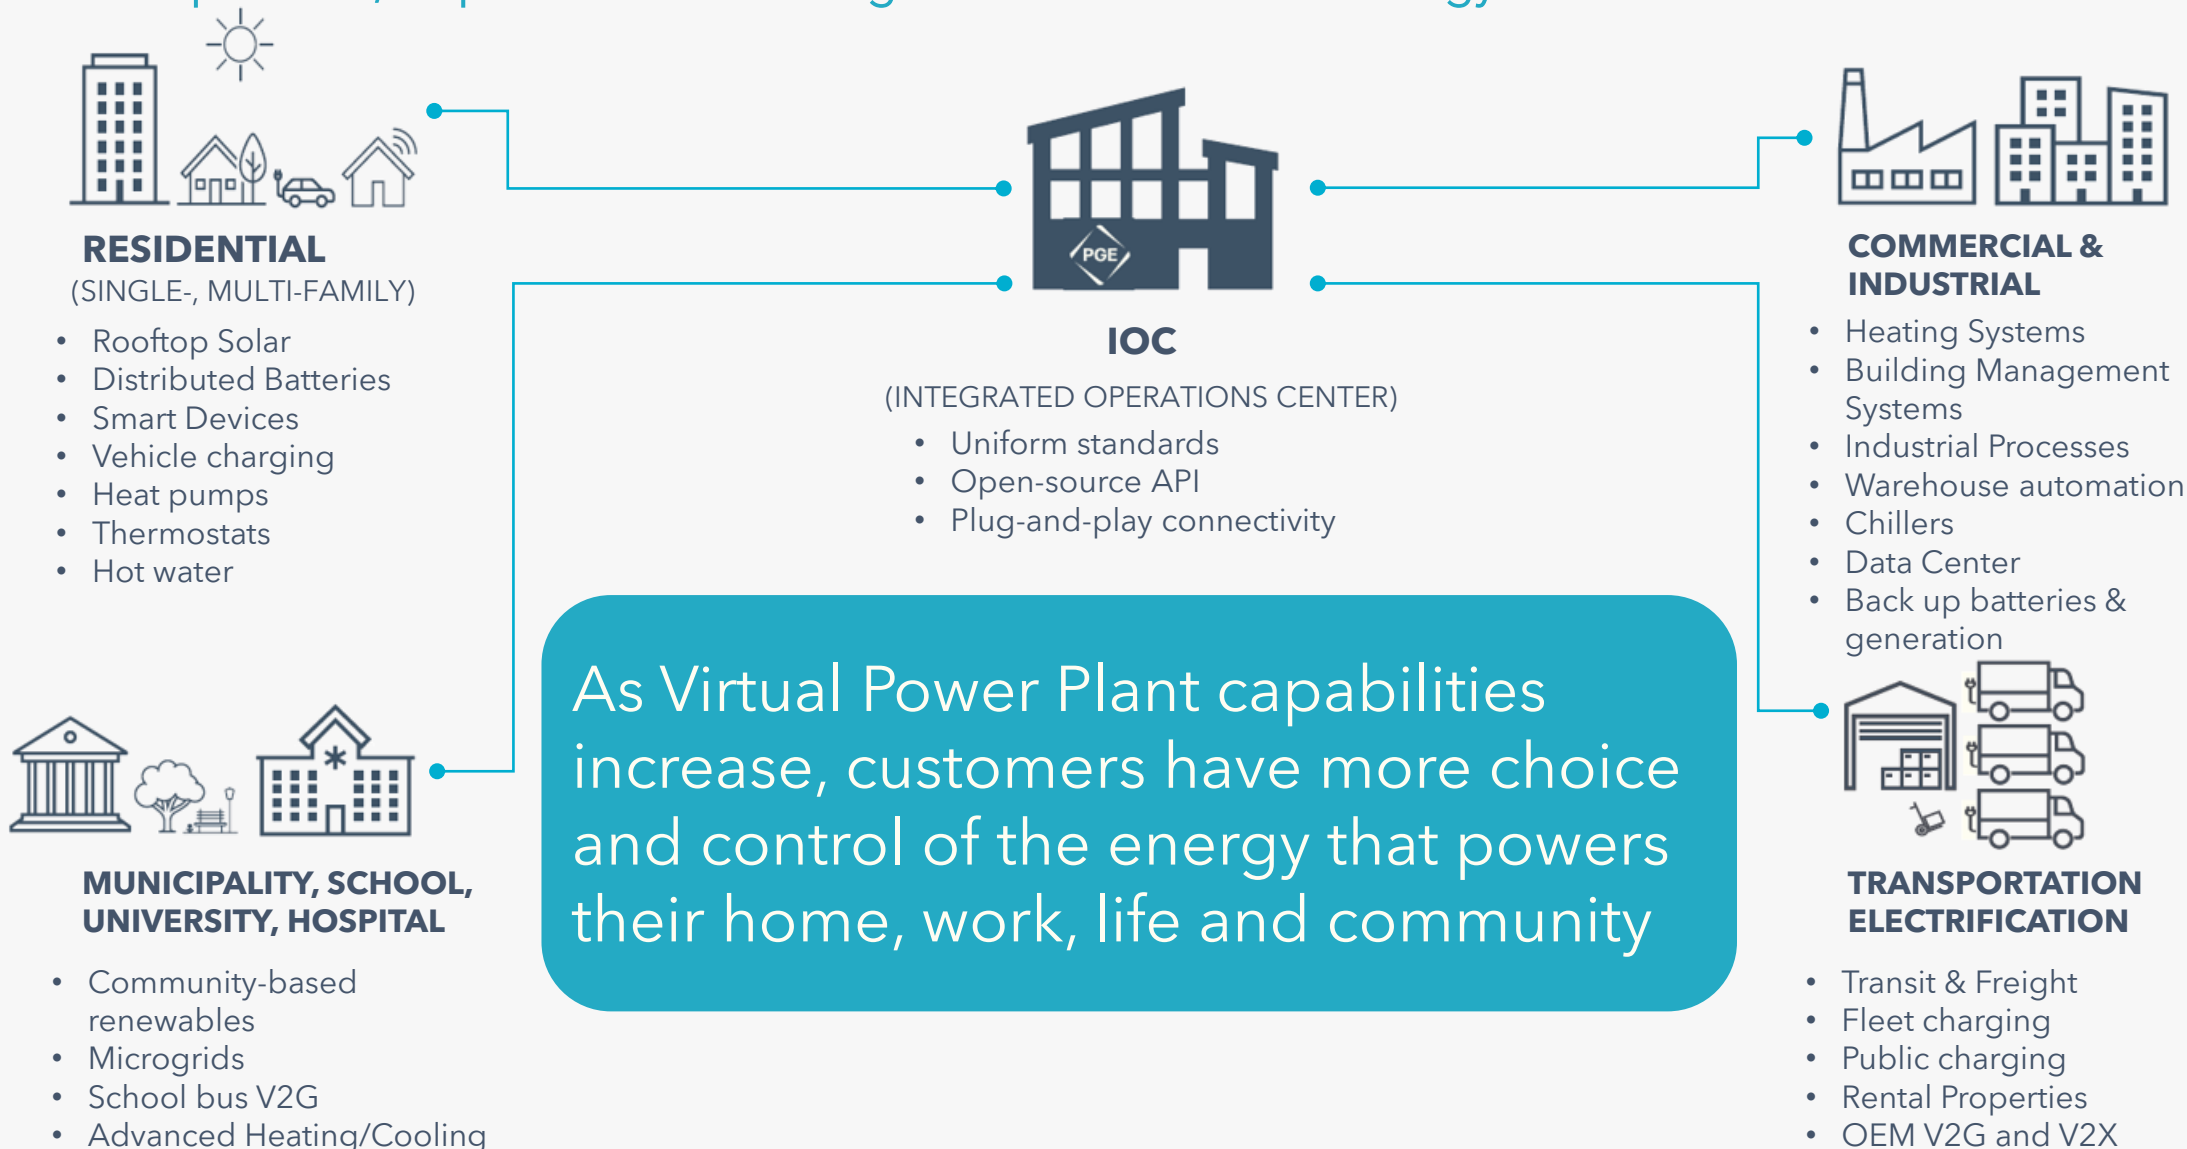 RESIDENTIAL
(SINGLE-, MULTI-FAMILY)
• Rooftop Solar
• Distributed Batteries
• Smart Devices
• Vehicle charging
• Heat pumps
• Thermostats
• Hot water
PGE
IOC
(INTEGRATED OPERATIONS CENTER)
• Uniform standards
• Open-source API
• Plug-and-play connectivity
COMMERCIAL &
INDUSTRIAL
• Heating Systems
• Building Management
Systems
• Industrial Processes
• Warehouse automation
• Chillers
• Data Center
• Back up batteries &
generation
As Virtual Power Plant capabilities
increase, customers have more choice
and control of the energy that powers
their home, work, life and community
MUNICIPALITY, SCHOOL,
UNIVERSITY, HOSPITAL
• Community-based
renewables
• Microgrids
• School bus V2G
• Advanced Heating/Cooling
TRANSPORTATION
ELECTRIFICATION
• Transit & Freight
• Fleet charging
• Public charging
• Rental Properties
• OEM V2G and V2X